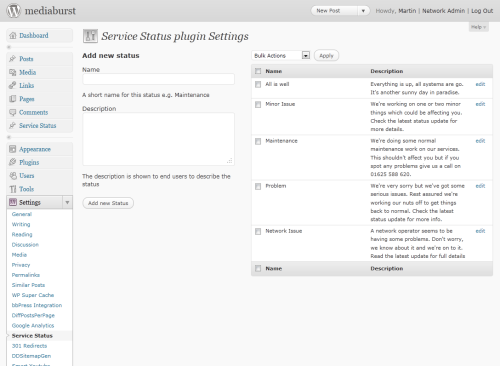 mediaburst
New Post
Howdy, Martin | Network Admin | Log Out
Help
Dashboard
Posts
Media
Links
Pages
Comments
Service Status
Appearance
Plugins
Users
Tools
Settings
General
Writing
Reading
Discussion
Media
Privacy
Permalinks
Similar Posts
WP Super Cache
bbPress Integration
DiffPostsPerPage
Google Analytics
Service Status
301 Redirects
DDSitemapGen
Service Status plugin Settings
Add new status
Name
A short name for this status e.g. Maintenance
Description
The description is shown to end users to describe the
status
Add new Status
Bulk Actions
Apply
Name Description
All is well Everything is up, all systems are go. edit
It's another sunny day in paradise.
Minor Issue We're working on one or two minor edit
things which could be affecting you.
Check the latest status update for
more details.
Maintenance We're doing some normal edit
maintenance work on our services.
This shouldn't affect you but if you
spot any problems give us a call on
01625 588 620.
Problem We're very sorry but we've got some edit
serious issues. Rest assured we're
working our nuts off to get things
back to normal. Check the latest
status update for more info.
Network Issue A network operator seems to be edit
having some problems. Don't worry,
we know about it and we're on to it.
Read the latest update for full details
Name Description